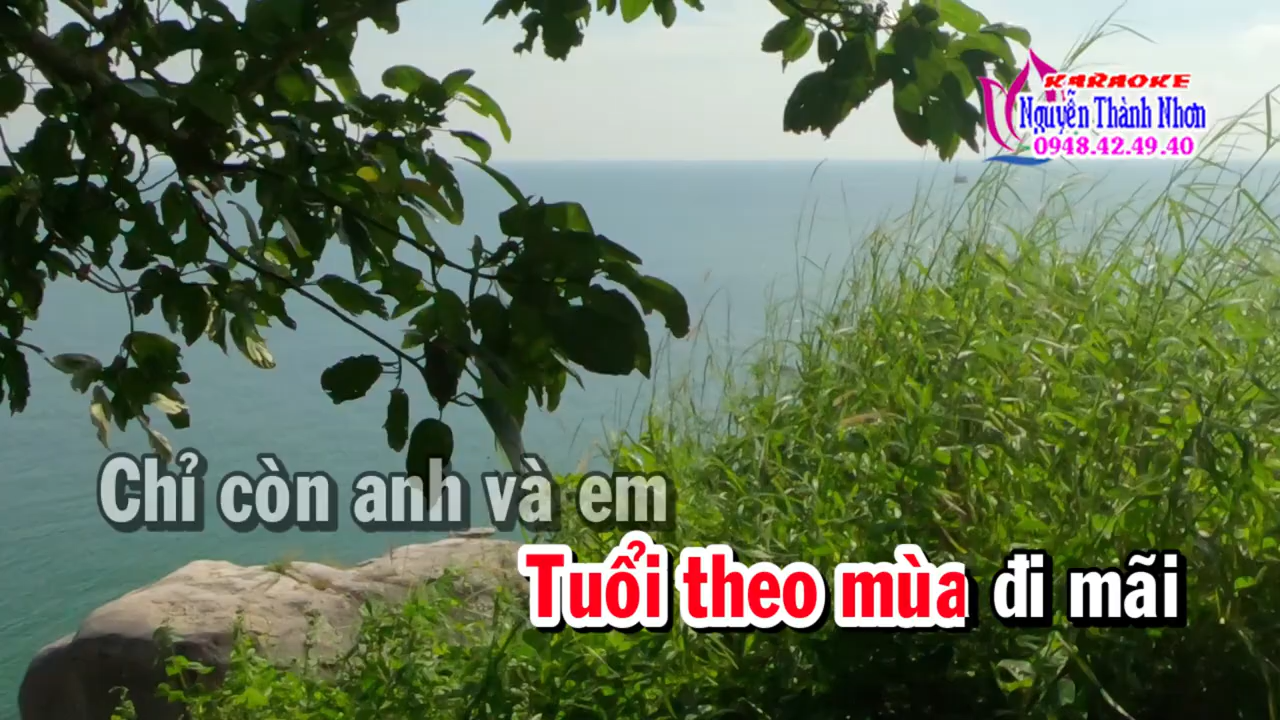 KARAOKE
Nguyễn Thành Nhơn
0948.42.49.40
Chỉ còn anh và em
Tuổi theo mùa đi mãi